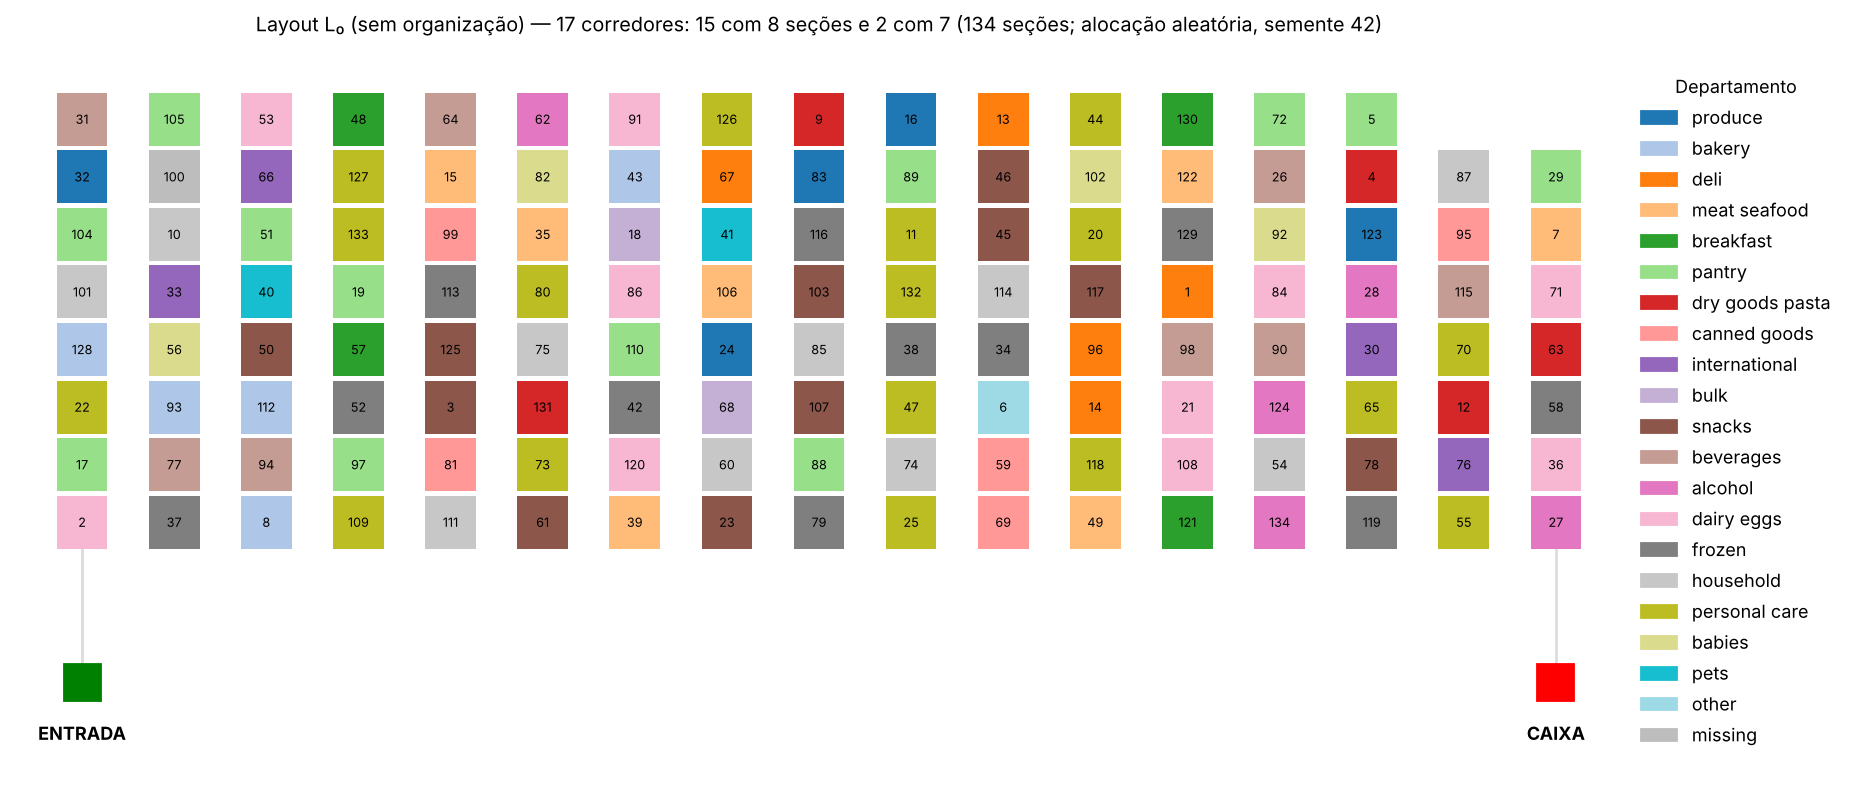 Layout L₀ (sem organização) — 17 corredores: 15 com 8 seções e 2 com 7 (134 seções; alocação aleatória, semente 42)
31 105 53 48 64 62 91 126 9 16 13 44 130 72 5
32 100 66 127 15 82 43 67 83 89 46 102 122 26 4 87 29
104 10 51 133 99 35 18 41 116 11 45 20 129 92 123 95 7
101 33 40 19 113 80 86 106 103 132 114 117 1 84 28 115 71
128 56 50 57 125 75 110 24 85 38 34 96 98 90 30 70 63
22 93 112 52 3 131 42 68 107 47 6 14 21 124 65 12 58
17 77 94 97 81 73 120 60 88 74 59 118 108 54 78 76 36
2 37 8 109 111 61 39 23 79 25 69 49 121 134 119 55 27
ENTRADA
CAIXA
Departamento
produce
bakery
deli
meat seafood
breakfast
pantry
dry goods pasta
canned goods
international
bulk
snacks
beverages
alcohol
dairy eggs
frozen
household
personal care
babies
pets
other
missing